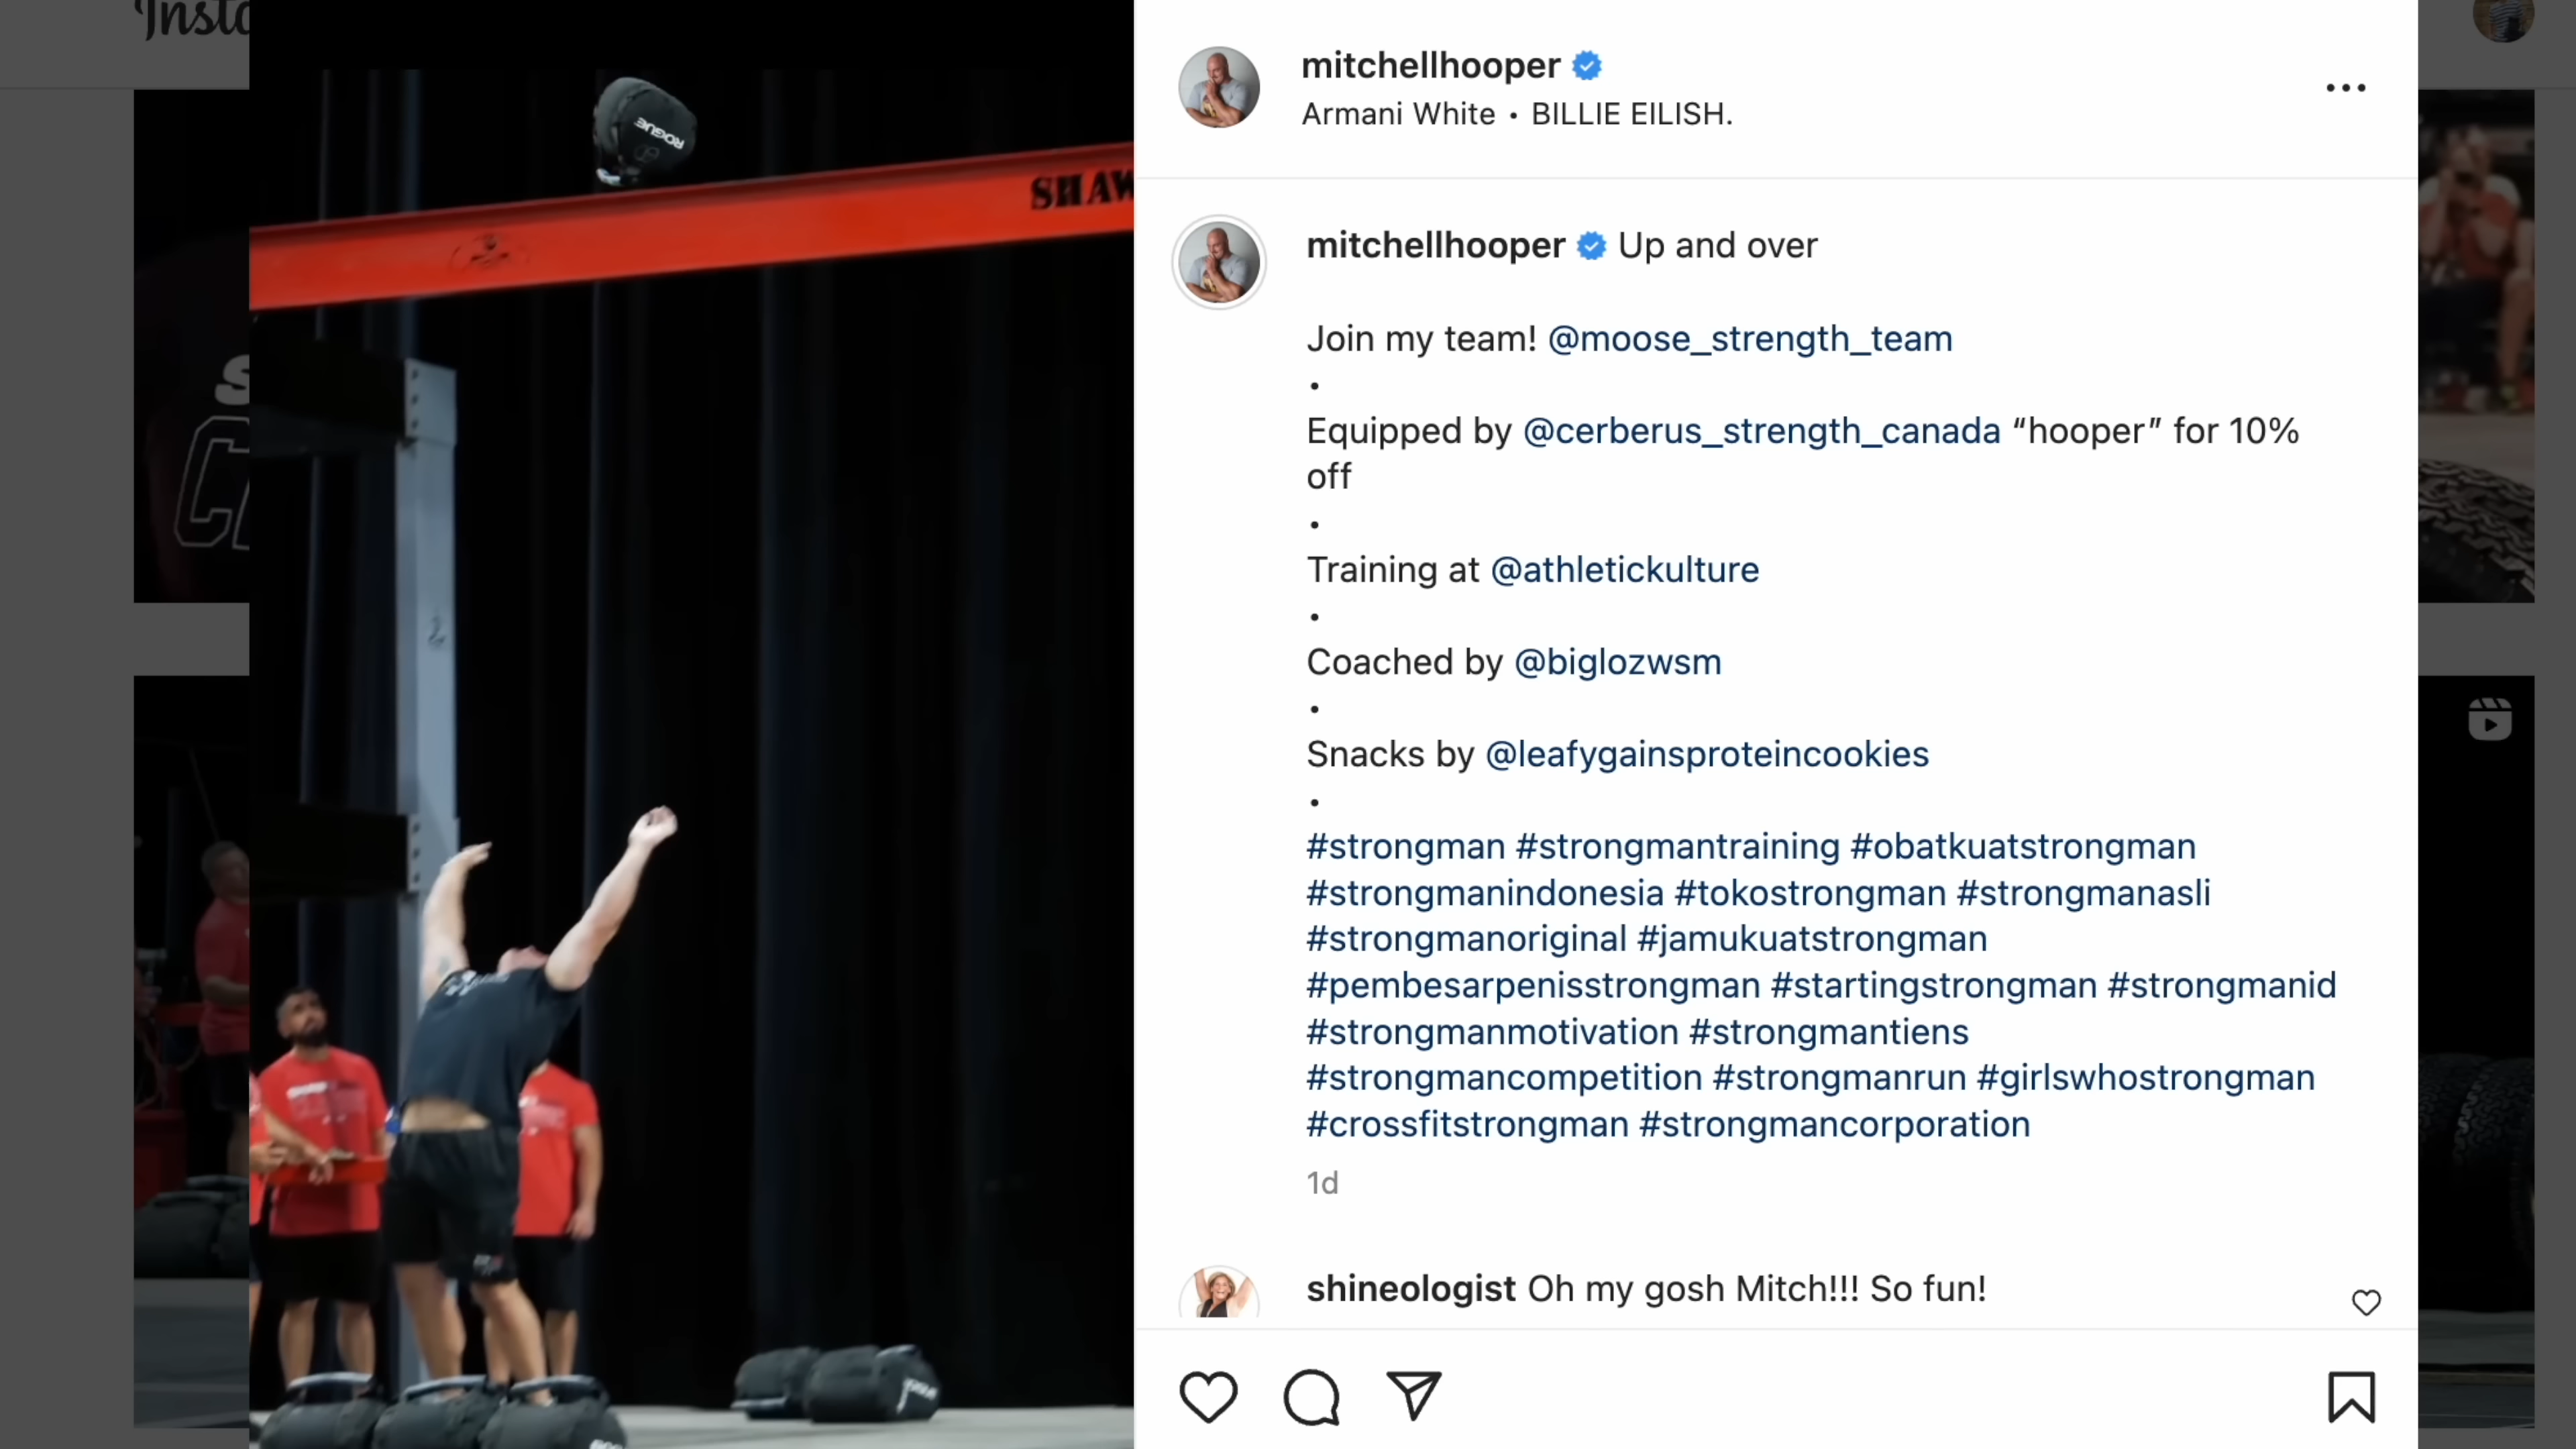 Insta
ROGUE
SHAW
2
mitchellhooper
Armani White • BILLIE EILISH.
mitchellhooper Up and over
Join my team! @moose_strength_team
•
Equipped by @cerberus_strength_canada “hooper” for 10%
off
•
Training at @athletickulture
•
Coached by @biglozwsm
•
Snacks by @leafygainsproteincookies
•
#strongman #strongmantraining #obatkuatstrongman
#strongmanindonesia #tokostrongman #strongmanasli
#strongmanoriginal #jamukuatstrongman
#pembesarpenisstrongman #startingstrongman #strongmanid
#strongmanmotivation #strongmantiens
#strongmancompetition #strongmanrun #girlswhostrongman
#crossfitstrongman #strongmancorporation
1d
shineologist Oh my gosh Mitch!!! So fun!